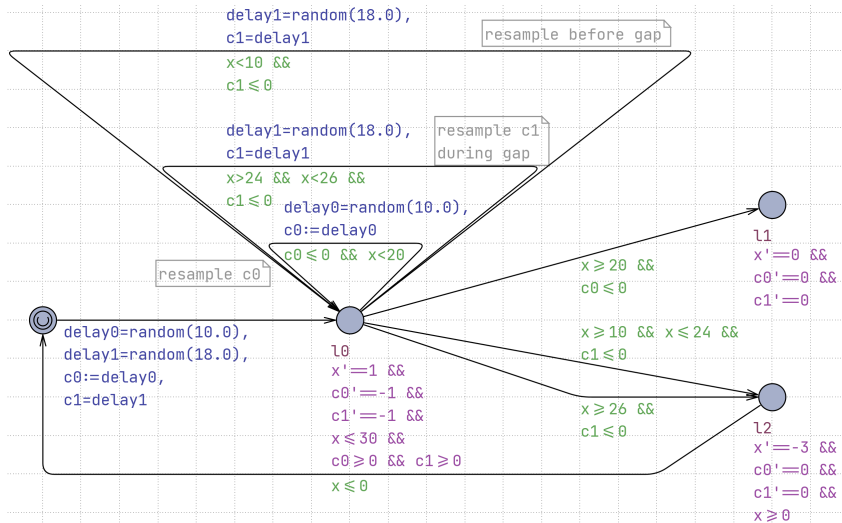 delay1=random(18.0),
c1=delay1
resample before gap
x<10 &&
c1≤0
delay1=random(18.0),
c1=delay1
resample c1
during gap
x>24 && x<26 &&
c1≤0
delay0=random(10.0),
c0:=delay0
c0≤0 && x<20
resample c0
l1
x'==0 &&
c0'==0 &&
c1'==0
x≥20 &&
c0≤0
delay0=random(10.0),
delay1=random(18.0),
c0:=delay0,
c1=delay1
l0
x'==1 &&
c0'==-1 &&
c1'==-1 &&
x≤30 &&
c0≥0 && c1≥0
x≥10 && x≤24 &&
c1≤0
x≥26 &&
c1≤0
l2
x'==-3 &&
c0'==0 &&
c1'==0 &&
x≥0
x≤0